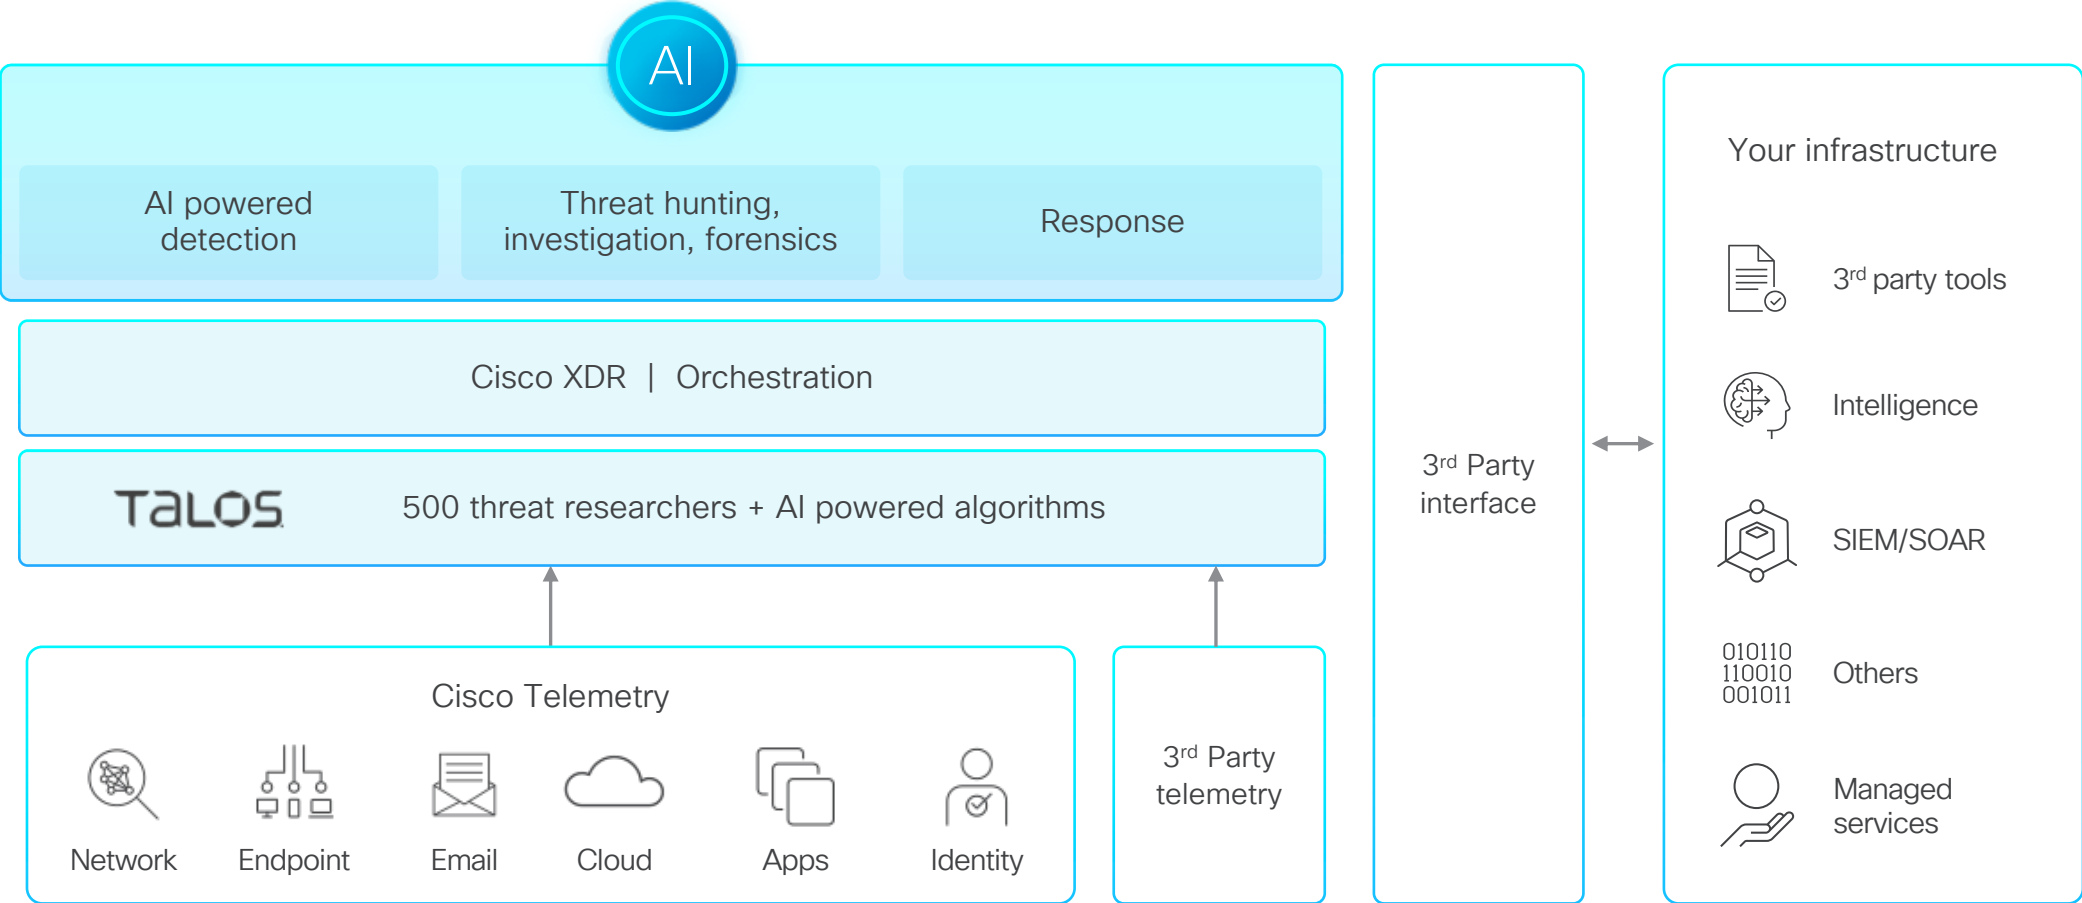 AI
AI powered
detection
Threat hunting,
investigation, forensics
Response
Cisco XDR | Orchestration
TALOS 500 threat researchers + AI powered algorithms
Cisco Telemetry
Network
Endpoint
Email
Cloud
Apps
Identity
3rd Party
telemetry
3rd Party
interface
Your infrastructure
3rd party tools
Intelligence
SIEM/SOAR
010110
110010
001011
Others
Managed
services